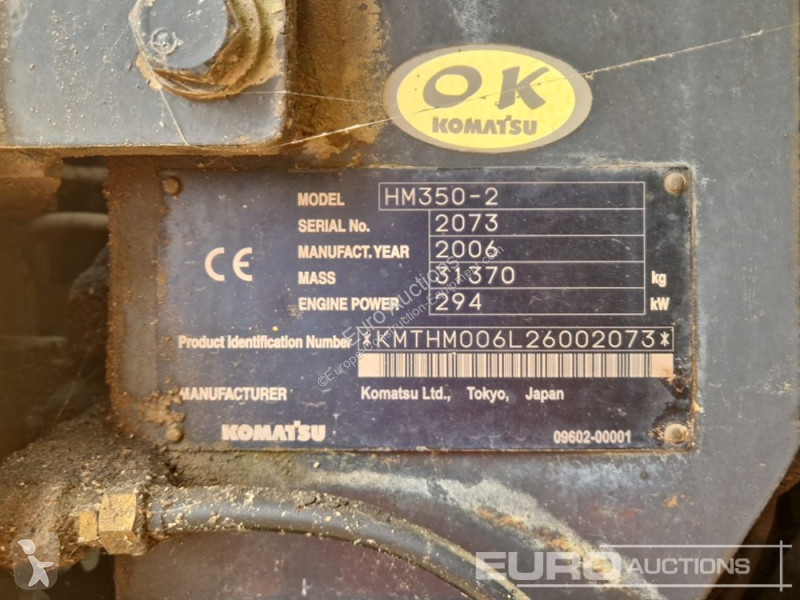 OK
KOMATSU
MODEL HM350-2
SERIAL No. 2073
MANUFACT. YEAR 2006
MASS 31370 kg
ENGINE POWER 294 kW
Product Identification Number *KMTHM006L26002073*
MANUFACTURER Komatsu Ltd., Tokyo, Japan
KOMATSU 09602-00001
CE
EURO AUCTIONS